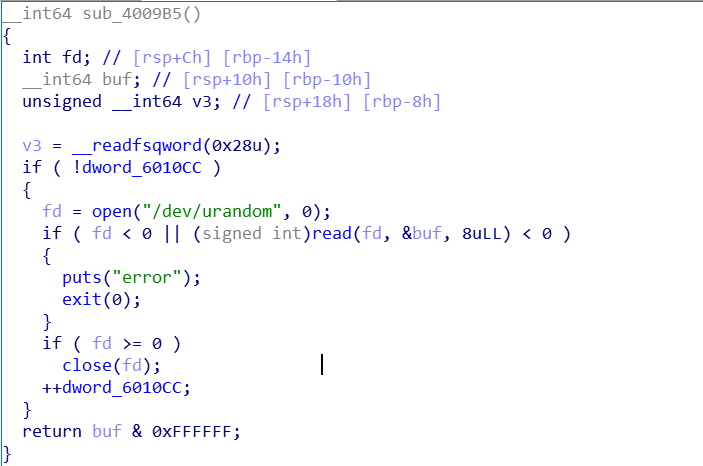 __int64 sub_4009B5()
{
  int fd; // [rsp+Ch] [rbp-14h]
  __int64 buf; // [rsp+10h] [rbp-10h]
  unsigned __int64 v3; // [rsp+18h] [rbp-8h]

  v3 = __readfsqword(0x28u);
  if ( !dword_6010CC )
  {
    fd = open("/dev/urandom", 0);
    if ( fd < 0 || (signed int)read(fd, &buf, 8uLL) < 0 )
    {
      puts("error");
      exit(0);
    }
    if ( fd >= 0 )
      close(fd);
    ++dword_6010CC;
  }
  return buf & 0xFFFFFF;
}